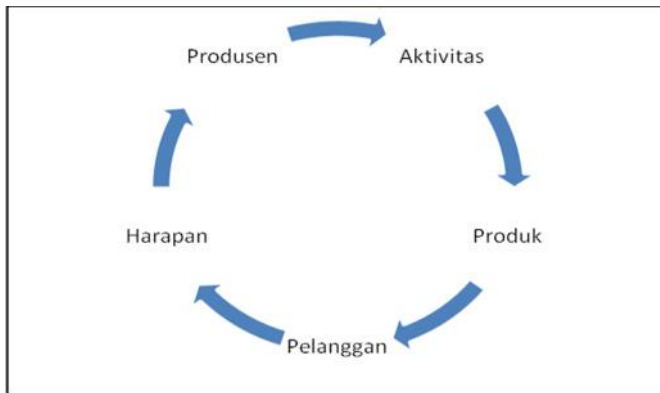 Produsen
Aktivitas
Produk
Pelanggan
Harapan